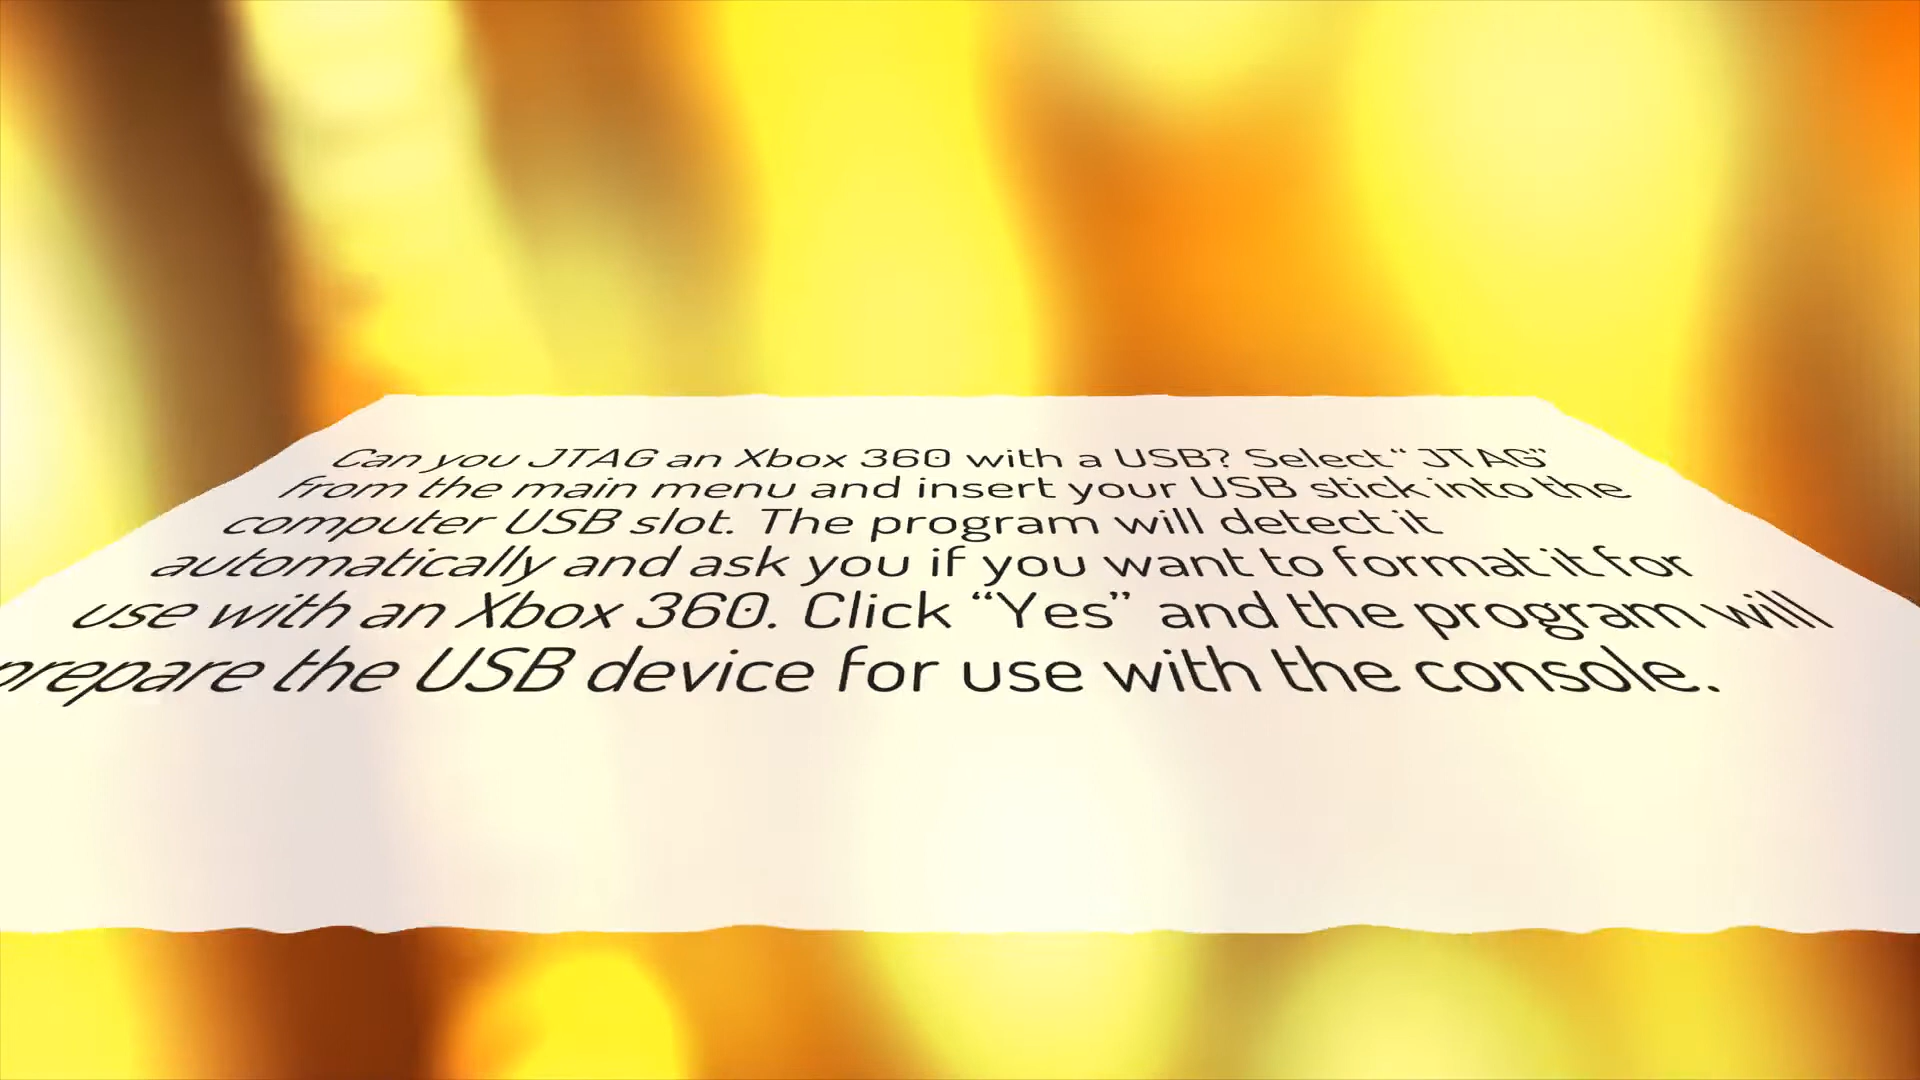 Can you JTAG an Xbox 360 with a USB? Select “JTAG”
from the main menu and insert your USB stick into the
computer USB slot. The program will detect it
automatically and ask you if you want to format it for
use with an Xbox 360. Click “Yes” and the program will
prepare the USB device for use with the console.